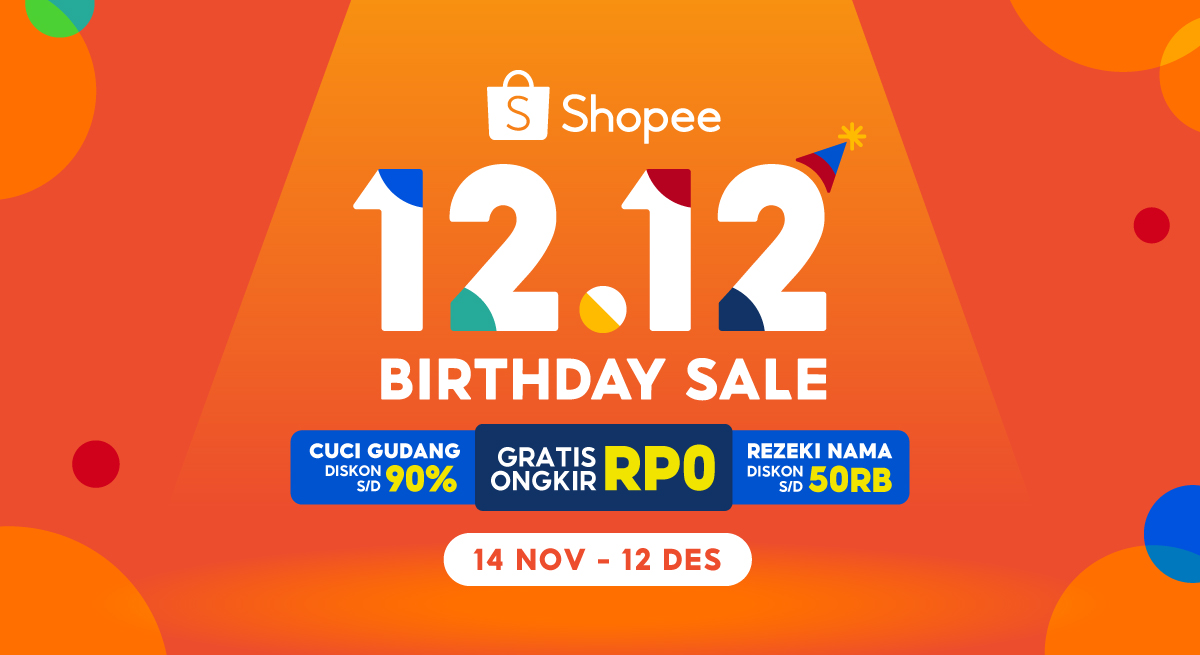 S Shopee
12.12
BIRTHDAY SALE
CUCI GUDANG
DISKON
S/D 90%
GRATIS
ONGKIR RP0
REZEKI NAMA
DISKON
S/D 50RB
14 NOV - 12 DES